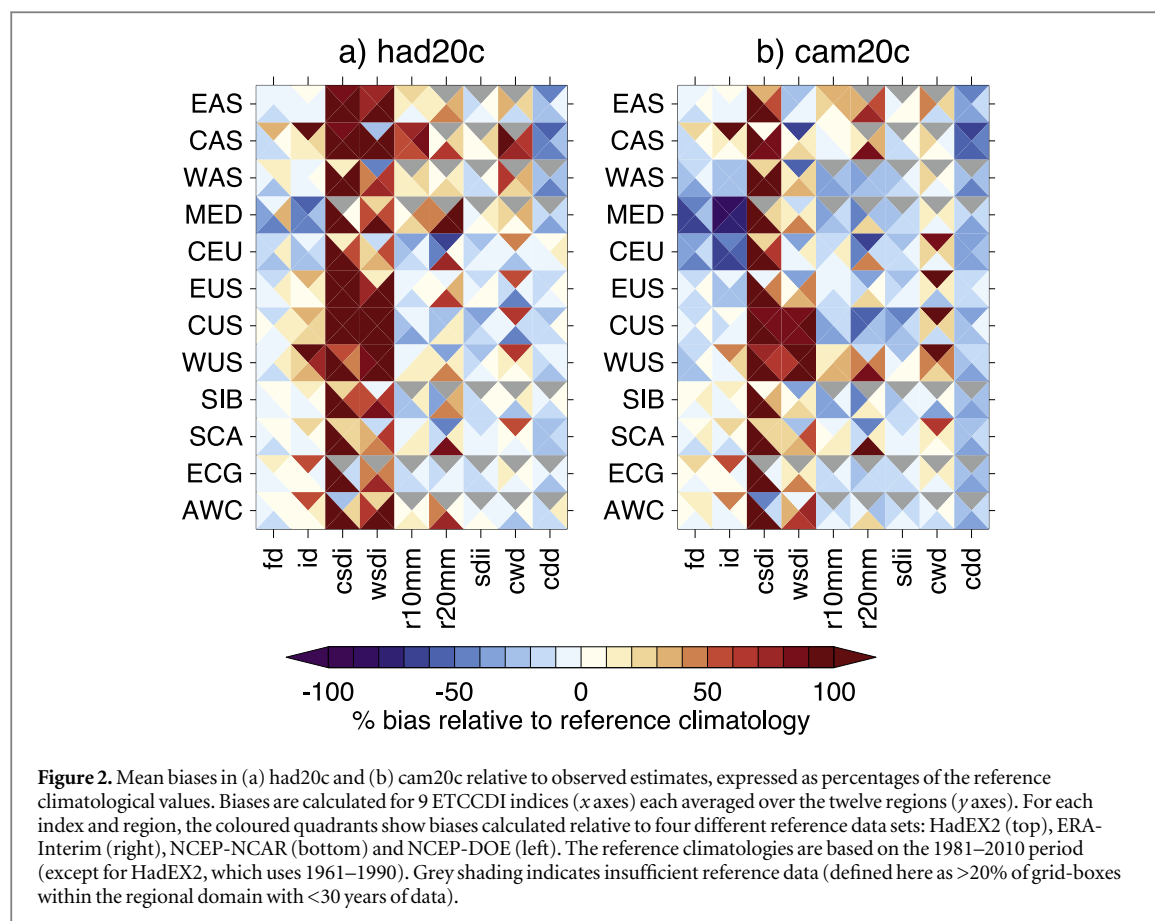 a) had20c
b) cam20c
EAS
CAS
WAS
MED
CEU
EUS
CUS
WUS
SIB
SCA
ECG
AWC
EAS
CAS
WAS
MED
CEU
EUS
CUS
WUS
SIB
SCA
ECG
AWC
fd
id
csdi
wsdi
r10mm
r20mm
sdii
cwd
cdd
fd
id
csdi
wsdi
r10mm
r20mm
sdii
cwd
cdd
-100 -50 0 50 100
% bias relative to reference climatology
Figure 2. Mean biases in (a) had20c and (b) cam20c relative to observed estimates, expressed as percentages of the reference
climatological values. Biases are calculated for 9 ETCCDI indices (x axes) each averaged over the twelve regions (y axes). For each
index and region, the coloured quadrants show biases calculated relative to four different reference data sets: HadEX2 (top), ERA-
Interim (right), NCEP-NCAR (bottom) and NCEP-DOE (left). The reference climatologies are based on the 1981–2010 period
(except for HadEX2, which uses 1961–1990). Grey shading indicates insufficient reference data (defined here as >20% of grid-boxes
within the regional domain with <30 years of data).